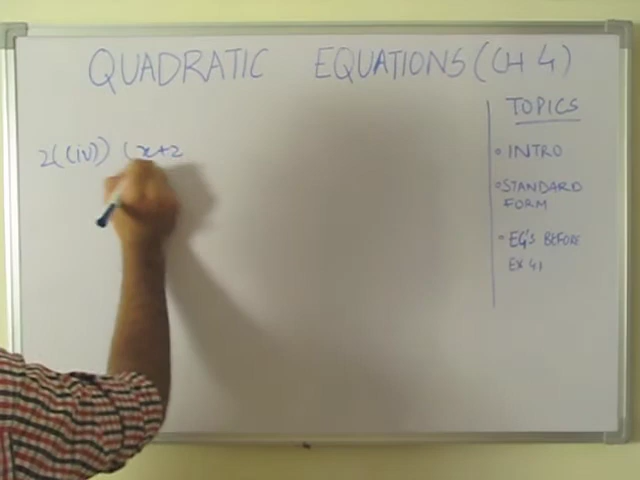 QUADRATIC EQUATIONS (CH 4)
TOPICS
• INTRO
• STANDARD
FORM
• EG'S BEFORE
EX 4.1
2((iv)) (x+2